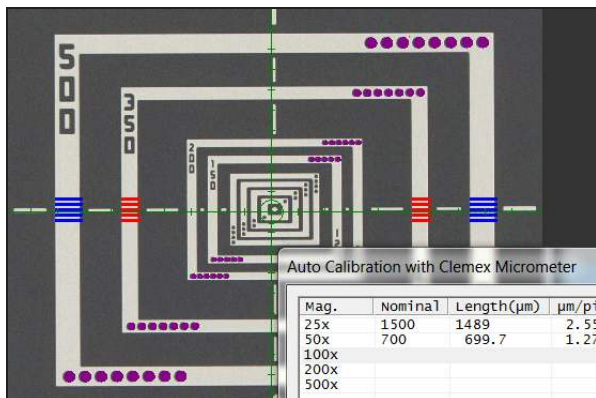 500
350
200
150
Auto Calibration with Clemex Micrometer
Mag. Nominal Length(µm)
25x 1500 1489
50x 700 699.7
100x
200x
500x